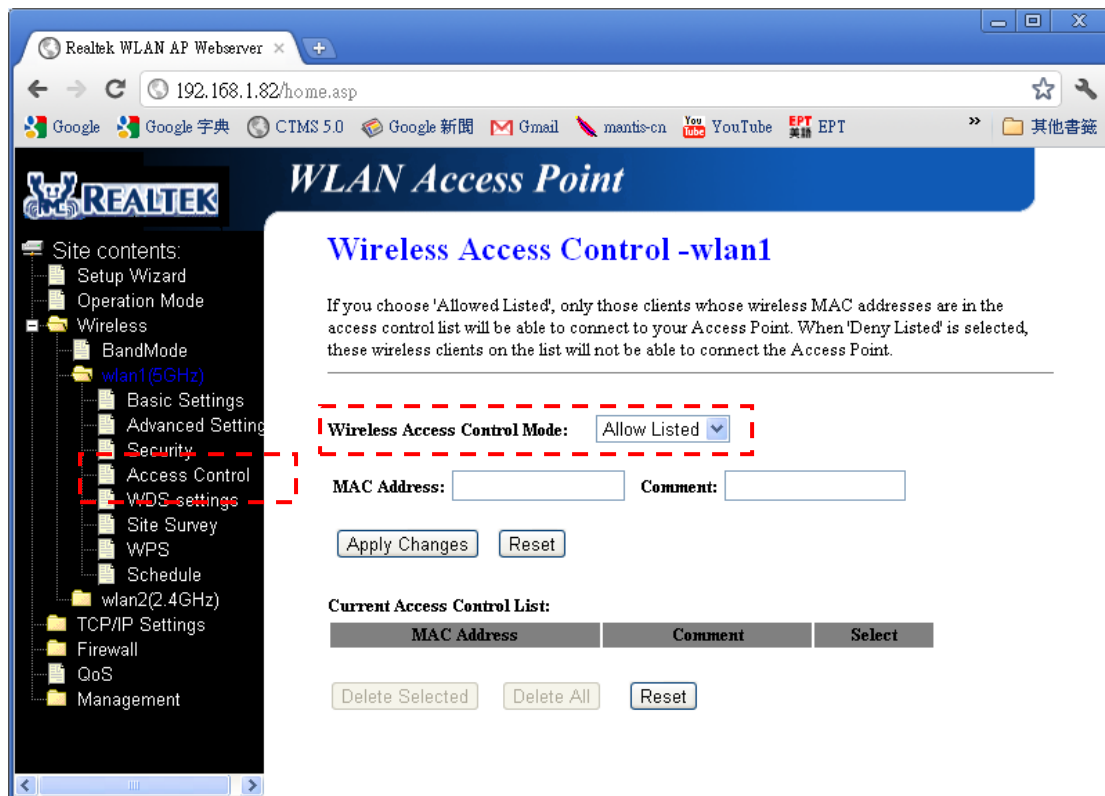 Realtek WLAN AP Webserver
192.168.1.82/home.asp
Google Google 字典 CTMS 5.0 Google 新聞 Gmail mantis-cn You Tube YouTube EPT 英語 EPT » 其他書籤
REALTEK
WLAN Access Point
Site contents:
Setup Wizard
Operation Mode
Wireless
BandMode
wlan1(5GHz)
Basic Settings
Advanced Setting
Security
Access Control
WDS settings
Site Survey
WPS
Schedule
wlan2(2.4GHz)
TCP/IP Settings
Firewall
QoS
Management
Wireless Access Control -wlan1
If you choose 'Allowed Listed', only those clients whose wireless MAC addresses are in the
access control list will be able to connect to your Access Point. When 'Deny Listed' is selected,
these wireless clients on the list will not be able to connect the Access Point.
Wireless Access Control Mode: Allow Listed
MAC Address: Comment:
Apply Changes Reset
Current Access Control List:
MAC Address Comment Select
Delete Selected Delete All Reset